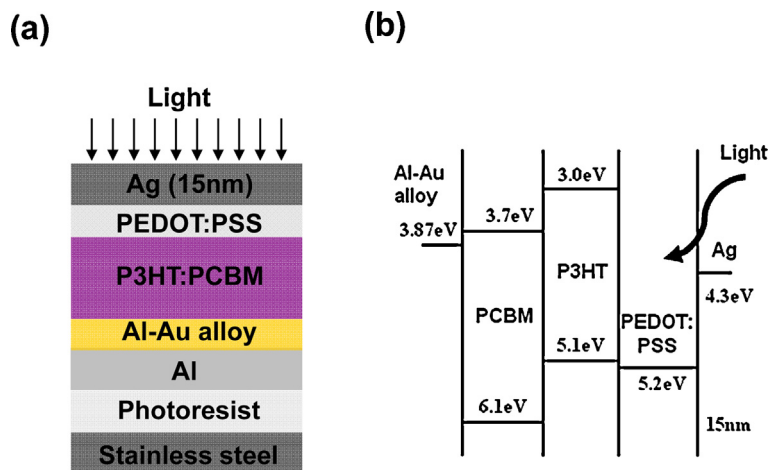 (a)
Light
Ag (15nm)
PEDOT:PSS
P3HT:PCBM
Al-Au alloy
Al
Photoresist
Stainless steel
(b)
Al-Au
alloy
3.87eV
3.7eV
PCBM
6.1eV
3.0eV
P3HT
5.1eV
PEDOT:
PSS
5.2eV
Light
Ag
4.3eV
15nm